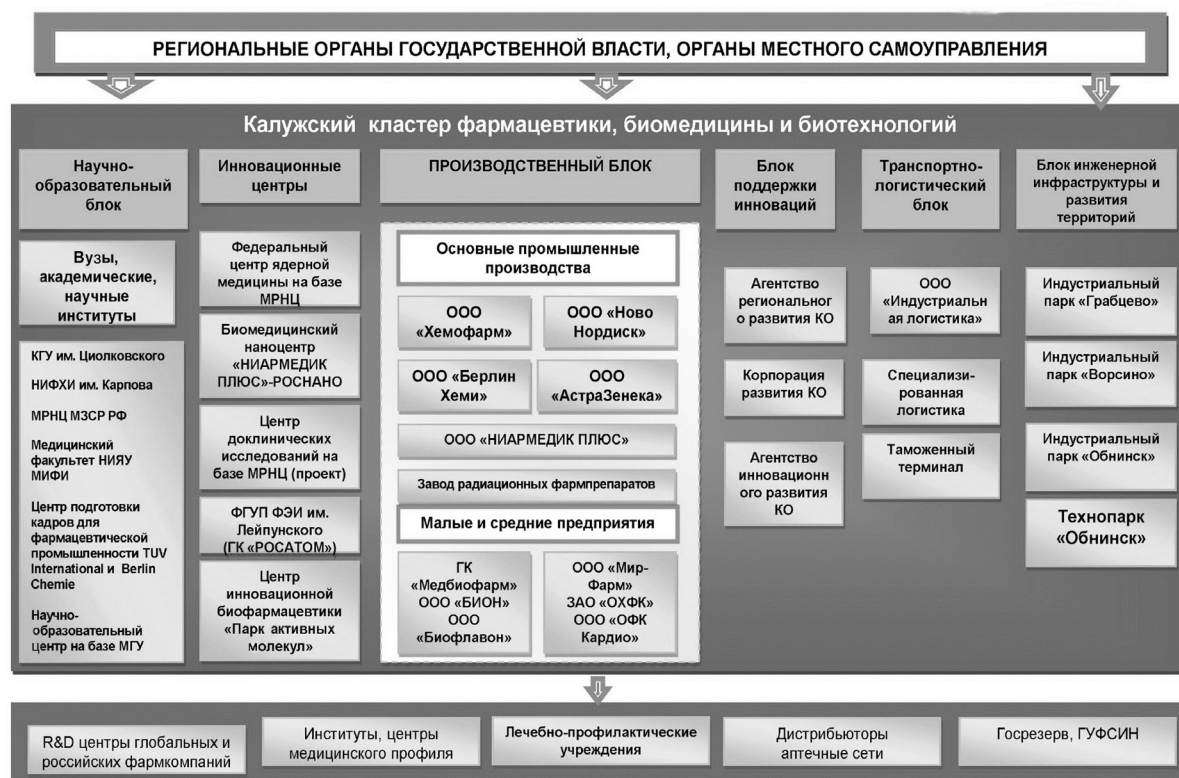 РЕГИОНАЛЬНЫЕ ОРГАНЫ ГОСУДАРСТВЕННОЙ ВЛАСТИ, ОРГАНЫ МЕСТНОГО САМОУПРАВЛЕНИЯ
Калужский кластер фармацевтики, биомедицины и биотехнологий
Научно-
образовательный
блок
Вузы,
академические,
научные
институты
КГУ им. Циолковского
НИФХИ им. Карпова
МРНЦ МЗСР РФ
Медицинский
факультет НИЯУ
МИФИ
Центр подготовки
кадров для
фармацевтической
промышленности TUV
International и Berlin
Chemie
Научно-
образовательный
центр на базе МГУ
Инновационные
центры
Федеральный
центр ядерной
медицины на базе
МРНЦ
Биомедицинский
наноцентр
«НИАРМЕДИК
ПЛЮС»-РОСНАНО
Центр
доклинических
исследований на
базе МРНЦ (проект)
ФГУП ФЭИ им.
Лейпунского
(ГК «РОСАТОМ»)
Центр
инновационной
биофармацевтики
«Парк активных
молекул»
ПРОИЗВОДСТВЕННЫЙ БЛОК
Основные промышленные
производства
ООО
«Хемофарм»
ООО «Ново
Нордиск»
ООО «Берлин
Хеми»
ООО
«АстраЗенека»
ООО «НИАРМЕДИК ПЛЮС»
Завод радиационных фармпрепаратов
Малые и средние предприятия
ГК
«Медбиофарм»
ООО «БИОН»
ООО
«Биофлавон»
ООО «Мир-
Фарм»
ЗАО «ОХФК»
ООО «ОФК
Кардио»
Блок
поддержки
инноваций
Агентство
региональног
о развития КО
Корпорация
развития КО
Агентство
инновационн
ого развития
КО
Транспортно-
логистический
блок
ООО
«Индустриальн
ая логистика»
Специализи-
рованная
логистика
Таможенный
терминал
Блок инженерной
инфраструктуры и
развития
территорий
Индустриальный
парк «Грабцево»
Индустриальный
парк «Ворсино»
Индустриальный
парк «Обнинск»
Технопарк
«Обнинск»
R&D центры глобальных и
российских фармкомпаний
Институты, центры
медицинского профиля
Лечебно-профилактические
учреждения
Дистрибьюторы
аптечные сети
Госрезерв, ГУФСИН